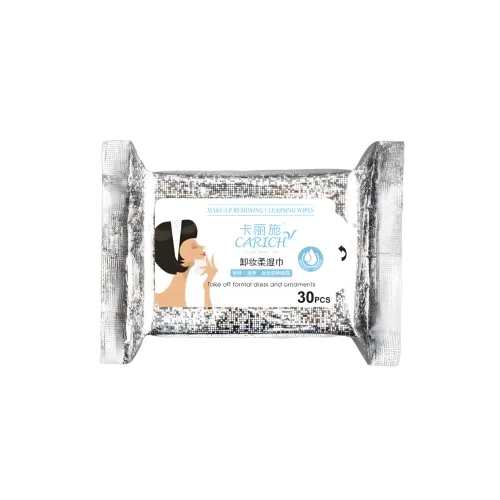 MAKE-UP REMOVING CLEANSING WIPES
卡丽施
CARICH
卸妆柔湿巾
Take off formal dress and ornaments
30PCS